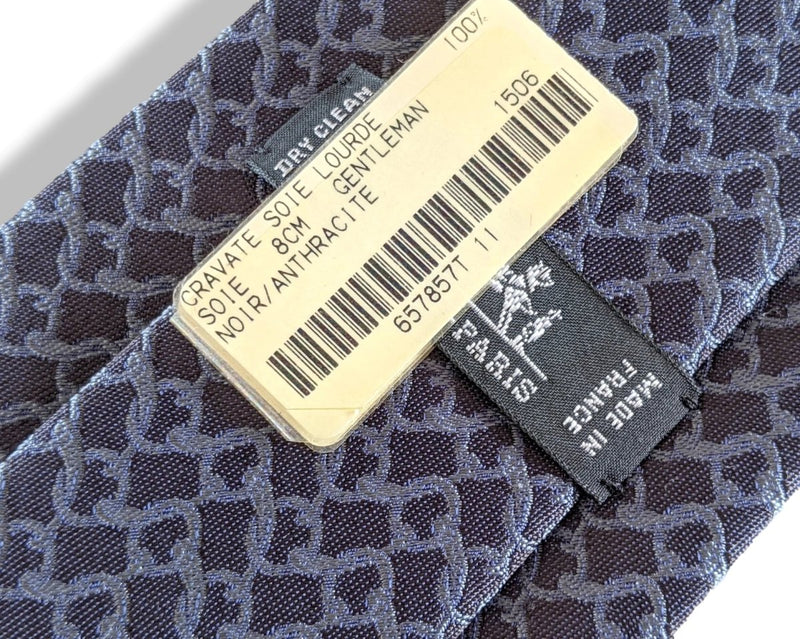 100%
CRAVATE SOIE LOURDE
SOIE 8CM GENTLEMAN
NOIR/ANTHRACITE 1506
657857T 11
DRY CLEAN
PARIS
MADE IN
FRANCE